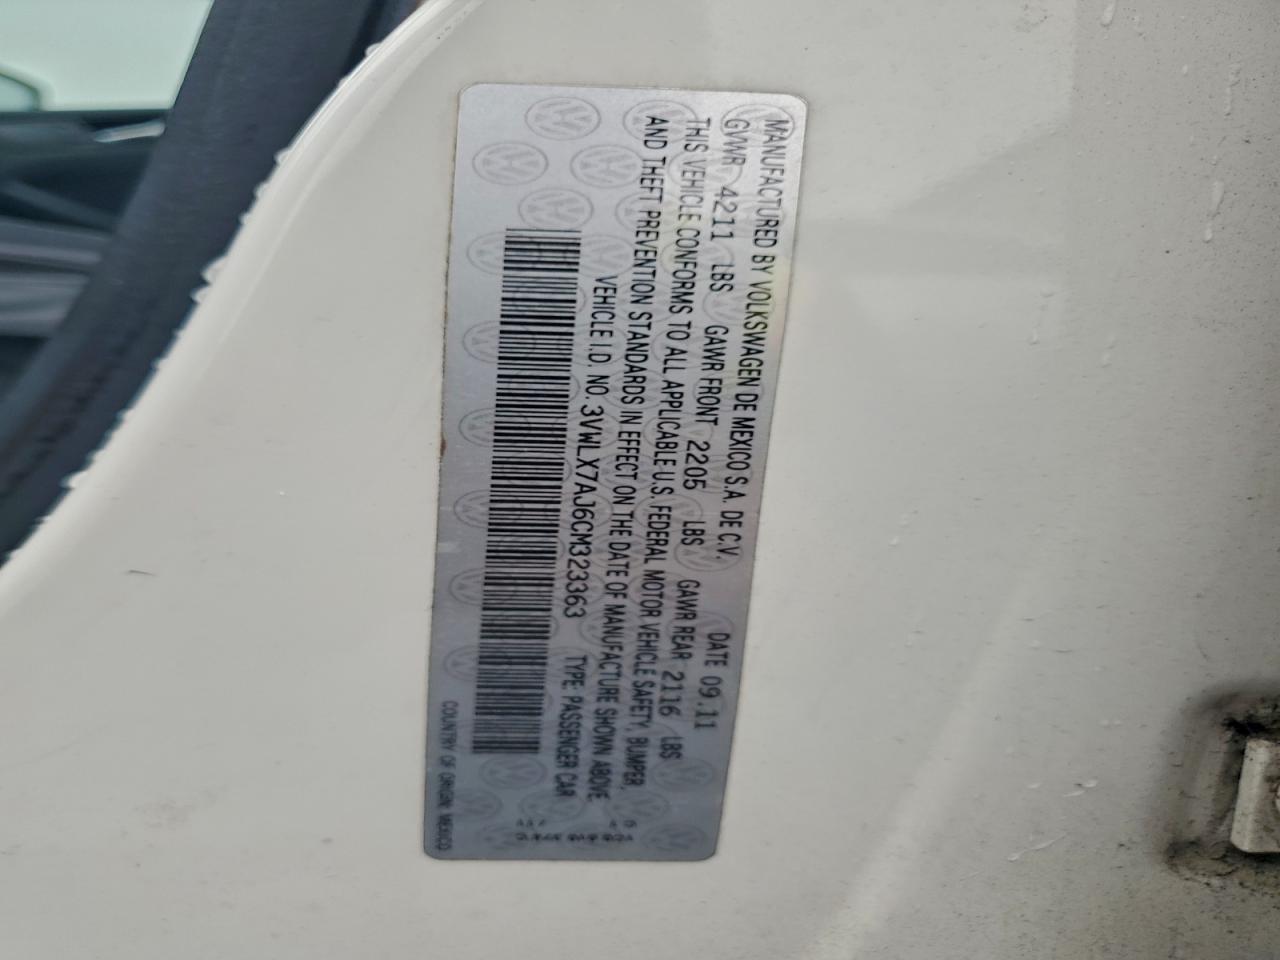 MANUFACTURED BY VOLKSWAGEN DE MEXICO S.A. DE C.V. DATE 09.11
GVWR 4211 LBS GAWR FRONT 2205 LBS GAWR REAR 2116 LBS
THIS VEHICLE CONFORMS TO ALL APPLICABLE U.S. FEDERAL MOTOR VEHICLE SAFETY, BUMPER,
AND THEFT PREVENTION STANDARDS IN EFFECT ON THE DATE OF MANUFACTURE SHOWN ABOVE.
VEHICLE I.D. NO. 3VWLX7AJ6CM323363 TYPE: PASSENGER CAR
COUNTRY OF ORIGIN: MEXICO